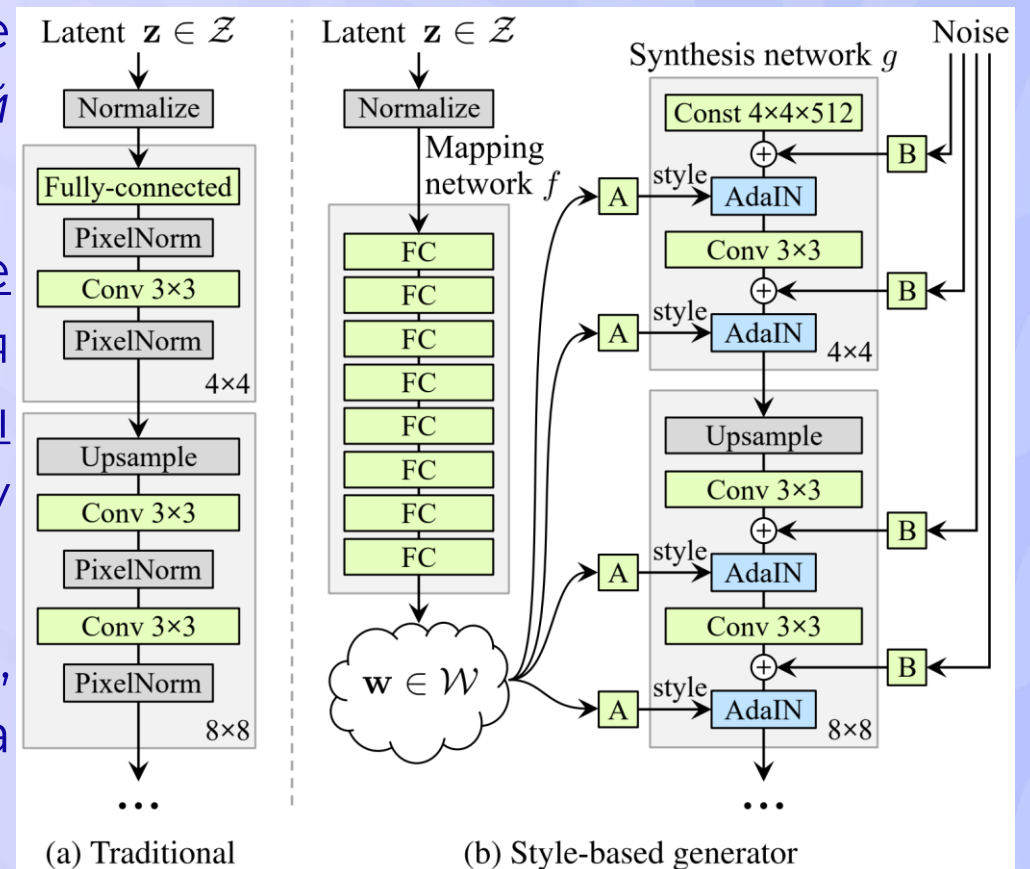 Latent z ∈ Z
Normalize
Fully-connected
PixelNorm
Conv 3×3
PixelNorm
4×4
Upsample
Conv 3×3
PixelNorm
Conv 3×3
PixelNorm
8×8
...
(a) Traditional
Latent z ∈ Z
Normalize
Mapping
network f
FC
FC
FC
FC
FC
FC
FC
FC
w ∈ W
A
style
A
style
A
style
A
style
Synthesis network g
Const 4×4×512
+
AdaIN
Conv 3×3
+
AdaIN
4×4
Upsample
Conv 3×3
+
AdaIN
Conv 3×3
+
AdaIN
8×8
...
Noise
B
B
B
B
(b) Style-based generator